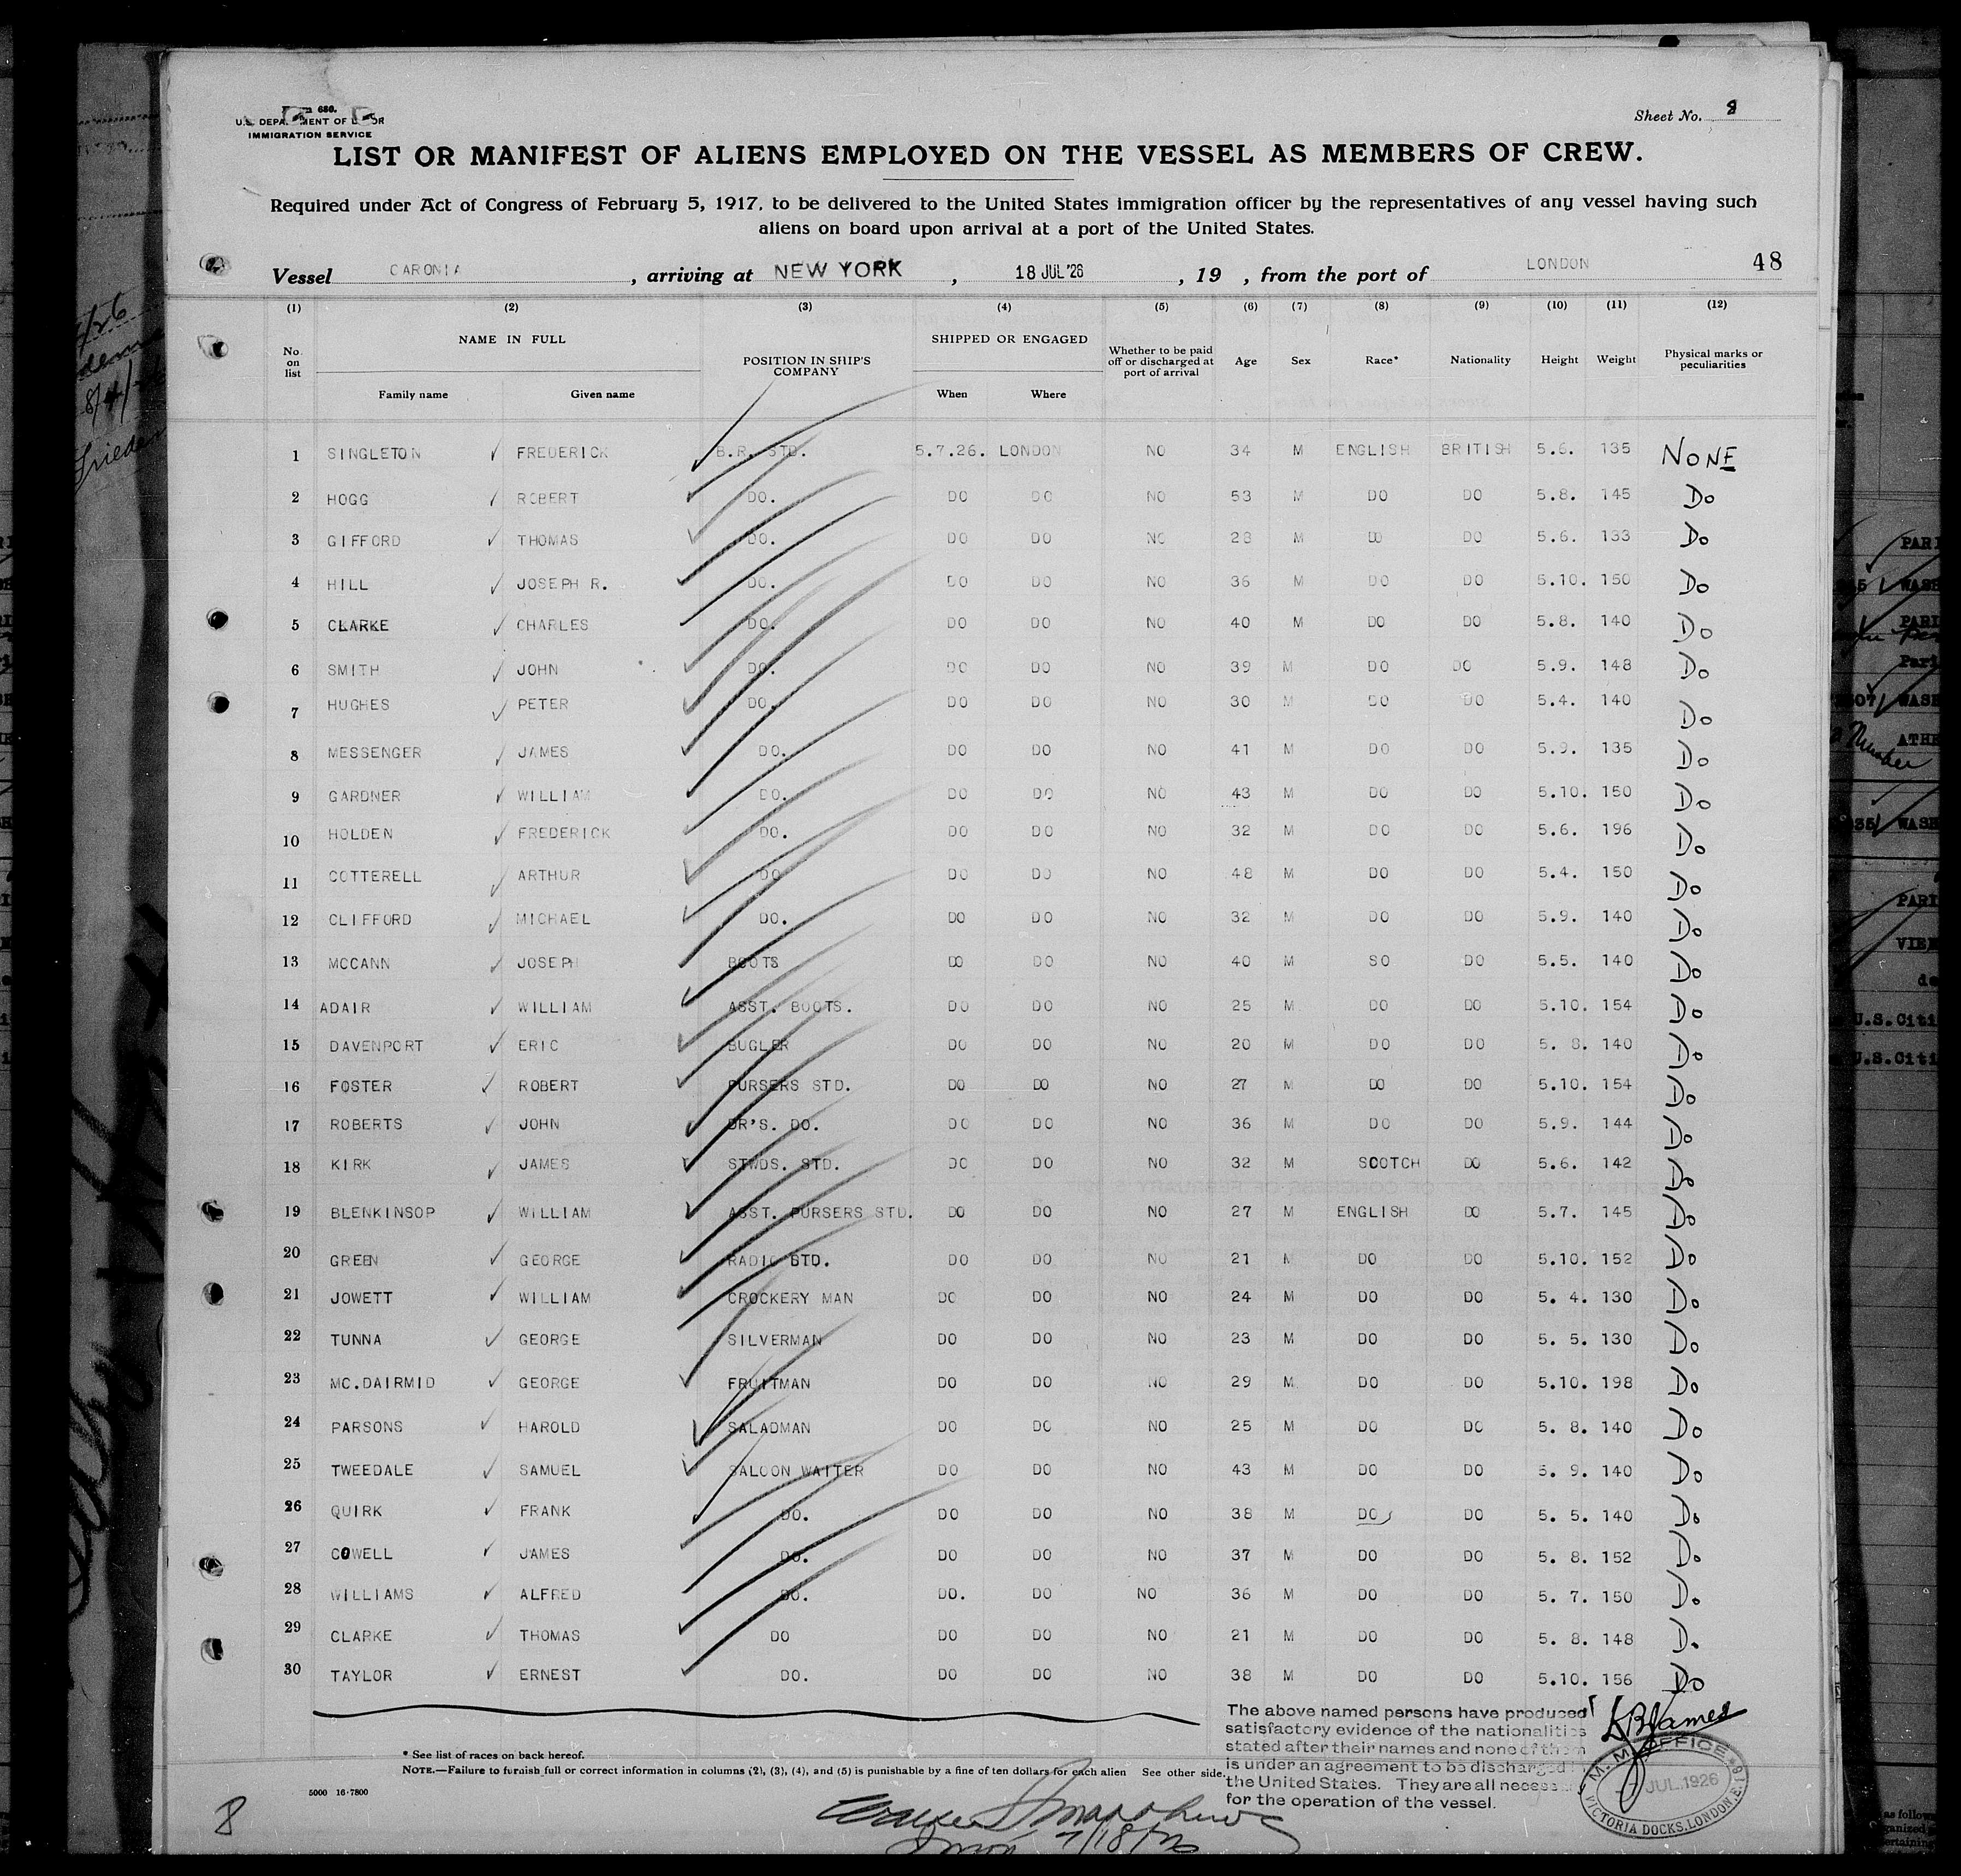 Form 680.
U.S. DEPARTMENT OF LABOR
IMMIGRATION SERVICE
Sheet No. 8
LIST OR MANIFEST OF ALIENS EMPLOYED ON THE VESSEL AS MEMBERS OF CREW.
Required under Act of Congress of February 5, 1917, to be delivered to the United States immigration officer by the representatives of any vessel having such
aliens on board upon arrival at a port of the United States.
Vessel CARONIA , arriving at NEW YORK , 18 JUL '26 , 19 , from the port of LONDON 48
(1) (2) (3) (4) (5) (6) (7) (8) (9) (10) (11) (12)
No. on list NAME IN FULL Family name Given name POSITION IN SHIP'S COMPANY SHIPPED OR ENGAGED When Where Whether to be paid off or discharged at port of arrival Age Sex Race* Nationality Height Weight Physical marks or peculiarities
1 SINGLETON FREDERICK B.R. STD. 5.7.26. LONDON NO 34 M ENGLISH BRITISH 5.6. 135 NONE
2 HOGG ROBERT DO. DO DO NO 53 M DO DO 5.8. 145 Do
3 GIFFORD THOMAS DO. DO DO NO 28 M DO DO 5.6. 133 Do
4 HILL JOSEPH R. DO. DO DO NO 36 M DO DO 5.10. 150 Do
5 CLARKE CHARLES DO. DO DO NO 40 M DO DO 5.8. 140 Do
6 SMITH JOHN DO. DO DO NO 39 M DO DO 5.9. 148 Do
7 HUGHES PETER DO. DO DO NO 30 M DO DO 5.4. 140 Do
8 MESSENGER JAMES DO. DO DO NO 41 M DO DO 5.9. 135 Do
9 GARDNER WILLIAM DO. DO DO NO 43 M DO DO 5.10. 150 Do
10 HOLDEN FREDERICK DO. DO DO NO 32 M DO DO 5.6. 196 Do
11 COTTERELL ARTHUR DO DO DO NO 48 M DO DO 5.4. 150 Do
12 CLIFFORD MICHAEL DO. DO DO NO 32 M DO DO 5.9. 140 Do
13 MCCANN JOSEPH BOOTS DO DO NO 40 M SO DO 5.5. 140 Do
14 ADAIR WILLIAM ASST. BOOTS. DO DO NO 25 M DO DO 5.10. 154 Do
15 DAVENPORT ERIC BUGLER DO DO NO 20 M DO DO 5. 8. 140 Do
16 FOSTER ROBERT PURSERS STD. DO DO NO 27 M DO DO 5.10. 154 Do
17 ROBERTS JOHN DR'S. DO. DO DO NO 36 M DO DO 5.9. 144 Do
18 KIRK JAMES STWDS. STD. DO DO NO 32 M SCOTCH DO 5.6. 142 Do
19 BLENKINSOP WILLIAM ASST. PURSERS STD. DO DO NO 27 M ENGLISH DO 5.7. 145 Do
20 GREEN GEORGE RADIO STD. DO DO NO 21 M DO DO 5.10. 152 Do
21 JOWETT WILLIAM CROCKERY MAN DO DO NO 24 M DO DO 5. 4. 130 Do
22 TUNNA GEORGE SILVERMAN DO DO NO 23 M DO DO 5. 5. 130 Do
23 MC.DAIRMID GEORGE FRUITMAN DO DO NO 29 M DO DO 5.10. 198 Do
24 PARSONS HAROLD SALADMAN DO DO NO 25 M DO DO 5. 8. 140 Do
25 TWEEDALE SAMUEL SALOON WAITER DO DO NO 43 M DO DO 5. 9. 140 Do
26 QUIRK FRANK DO. DO DO NO 38 M DO DO 5. 5. 140 Do
27 COWELL JAMES DO. DO DO NO 37 M DO DO 5. 8. 152 Do
28 WILLIAMS ALFRED DO. DO. DO NO 36 M DO DO 5. 7. 150 Do
29 CLARKE THOMAS DO DO DO NO 21 M DO DO 5. 8. 148 Do
30 TAYLOR ERNEST DO. DO DO NO 38 M DO DO 5.10. 156 Do
The above named persons have produced
satisfactory evidence of the nationalities
stated after their names and none of them
is under an agreement to be discharged
the United States. They are all necess
for the operation of the vessel.
M. M. OFFICE
JUL. 1926
VICTORIA DOCKS, LONDON, E.16
* See list of races on back hereof.
NOTE.—Failure to furnish full or correct information in columns (2), (3), (4), and (5) is punishable by a fine of ten dollars for each alien See other side.
5000 16-7800
8
7/18/26